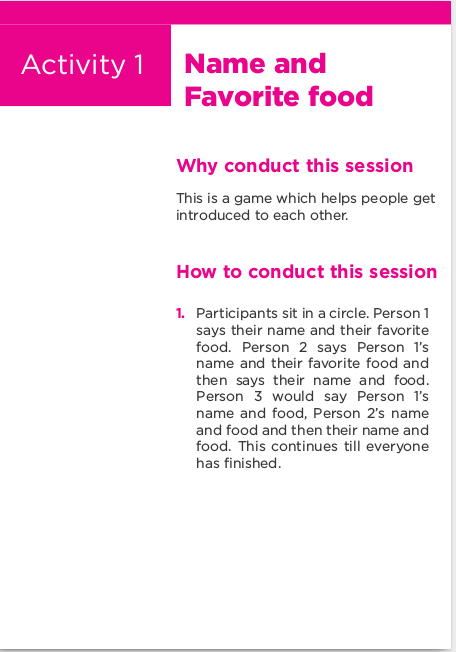 Activity 1
Name and
Favorite food
Why conduct this session
This is a game which helps people get
introduced to each other.
How to conduct this session
1. Participants sit in a circle. Person 1
says their name and their favorite
food. Person 2 says Person 1’s
name and their favorite food and
then says their name and food.
Person 3 would say Person 1’s
name and food, Person 2’s name
and food and then their name and
food. This continues till everyone
has finished.